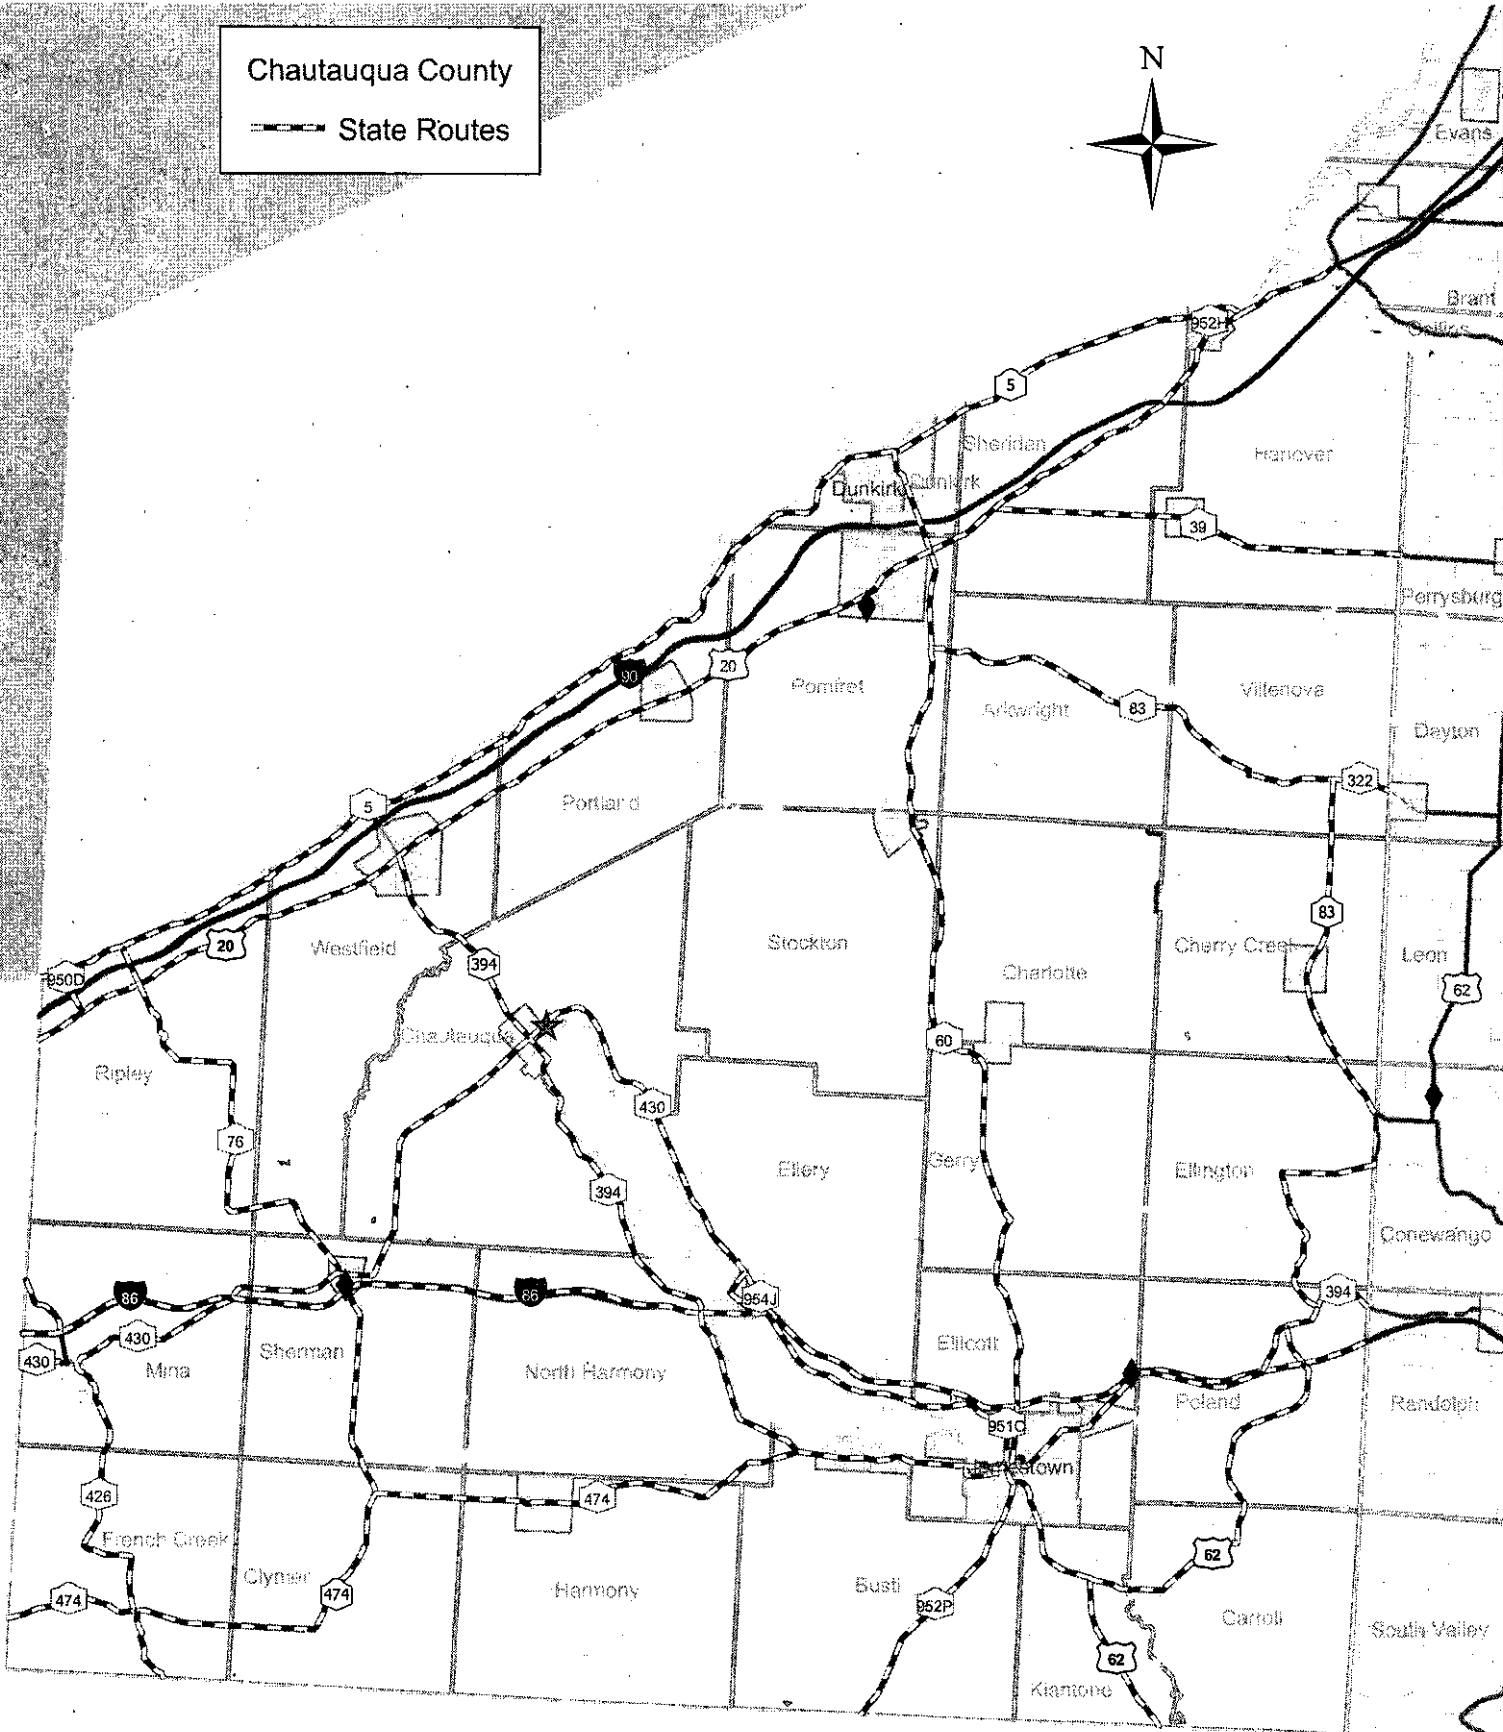 Chautauqua County
State Routes
N
Evans
Brant
Collins
952H
5
Sheridan
Hanover
Dunkirk
Dunkirk
39
Perrysburg
20
90
Pomfret
Villenova
Arkwright
83
Dayton
322
5
Portland
83
20
Westfield
Stockton
Cherry Creek
Leon
394
Charlotte
950D
62
Chautauqua
60
Ripley
430
76
Ellery
Gerry
Ellington
394
Conewango
86
86
954J
394
430
Ellicott
430
Sherman
Mina
North Harmony
Poland
Randolph
951C
Jamestown
426
474
French Creek
62
Clymer
Harmony
Busti
474
474
952P
Carroll
South Valley
62
Kiantone